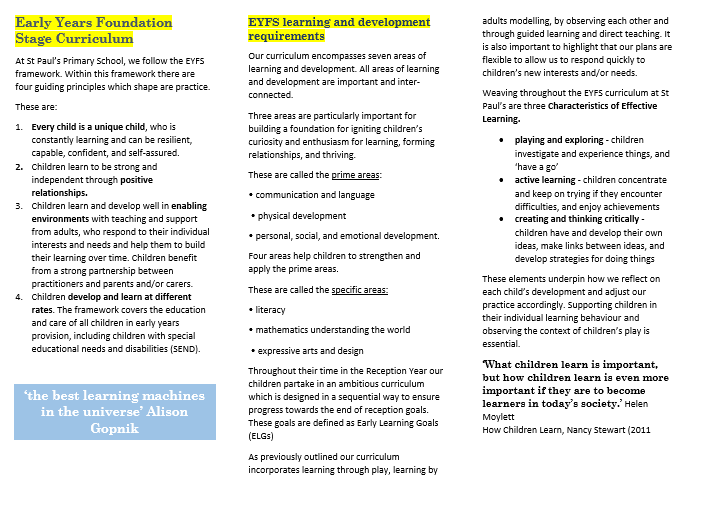 Early Years Foundation
Stage Curriculum
At St Paul's Primary School, we follow the EYFS
framework. Within this framework there are
four guiding principles which shape are practice.
These are:
1. Every child is a unique child, who is
constantly learning and can be resilient,
capable, confident, and self-assured.
2. Children learn to be strong and
independent through positive
relationships.
3. Children learn and develop well in enabling
environments with teaching and support
from adults, who respond to their individual
interests and needs and help them to build
their learning over time. Children benefit
from a strong partnership between
practitioners and parents and/or carers.
4. Children develop and learn at different
rates. The framework covers the education
and care of all children in early years
provision, including children with special
educational needs and disabilities (SEND).
'the best learning machines
in the universe' Alison
Gopnik
EYFS learning and development
requirements
Our curriculum encompasses seven areas of
learning and development. All areas of learning
and development are important and inter-
connected.
Three areas are particularly important for
building a foundation for igniting children's
curiosity and enthusiasm for learning, forming
relationships, and thriving.
These are called the prime areas:
• communication and language
• physical development
• personal, social, and emotional development.
Four areas help children to strengthen and
apply the prime areas.
These are called the specific areas:
• literacy
• mathematics understanding the world
• expressive arts and design
Throughout their time in the Reception Year our
children partake in an ambitious curriculum
which is designed in a sequential way to ensure
progress towards the end of reception goals.
These goals are defined as Early Learning Goals
(ELGs)
As previously outlined our curriculum
incorporates learning through play, learning by
adults modelling, by observing each other and
through guided learning and direct teaching. It
is also important to highlight that our plans are
flexible to allow us to respond quickly to
children's new interests and/or needs.
Weaving throughout the EYFS curriculum at St
Paul's are three Characteristics of Effective
Learning.
• playing and exploring - children
investigate and experience things, and
'have a go'
• active learning - children concentrate
and keep on trying if they encounter
difficulties, and enjoy achievements
• creating and thinking critically -
children have and develop their own
ideas, make links between ideas, and
develop strategies for doing things
These elements underpin how we reflect on
each child's development and adjust our
practice accordingly. Supporting children in
their individual learning behaviour and
observing the context of children's play is
essential.
'What children learn is important,
but how children learn is even more
important if they are to become
learners in today's society.' Helen
Moylett
How Children Learn, Nancy Stewart (2011